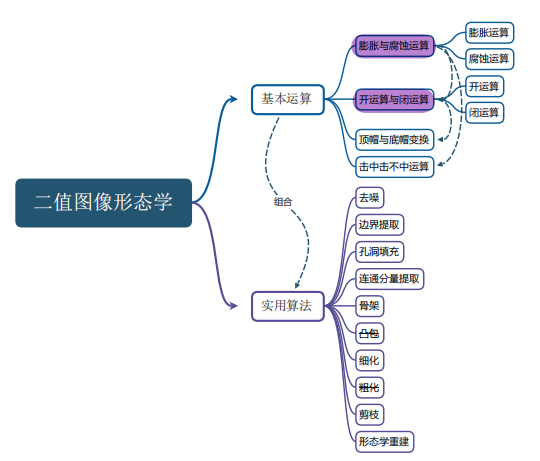 二值图像形态学
基本运算
膨胀与腐蚀运算
膨胀运算
腐蚀运算
开运算与闭运算
开运算
闭运算
顶帽与底帽变换
击中击不中运算
组合
实用算法
去噪
边界提取
孔洞填充
连通分量提取
骨架
凸包
细化
粗化
剪枝
形态学重建